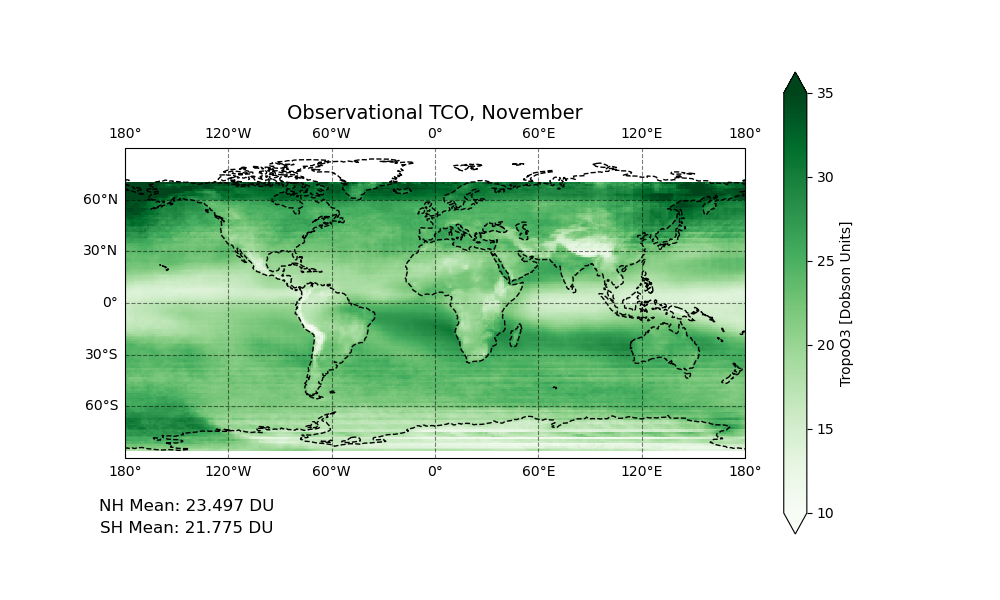 Observational TCO, November
180° 120°W 60°W 0° 60°E 120°E 180°
60°N
30°N
0°
30°S
60°S
180° 120°W 60°W 0° 60°E 120°E 180°
NH Mean: 23.497 DU
SH Mean: 21.775 DU
35
30
25
20
15
10
TropoO3 [Dobson Units]